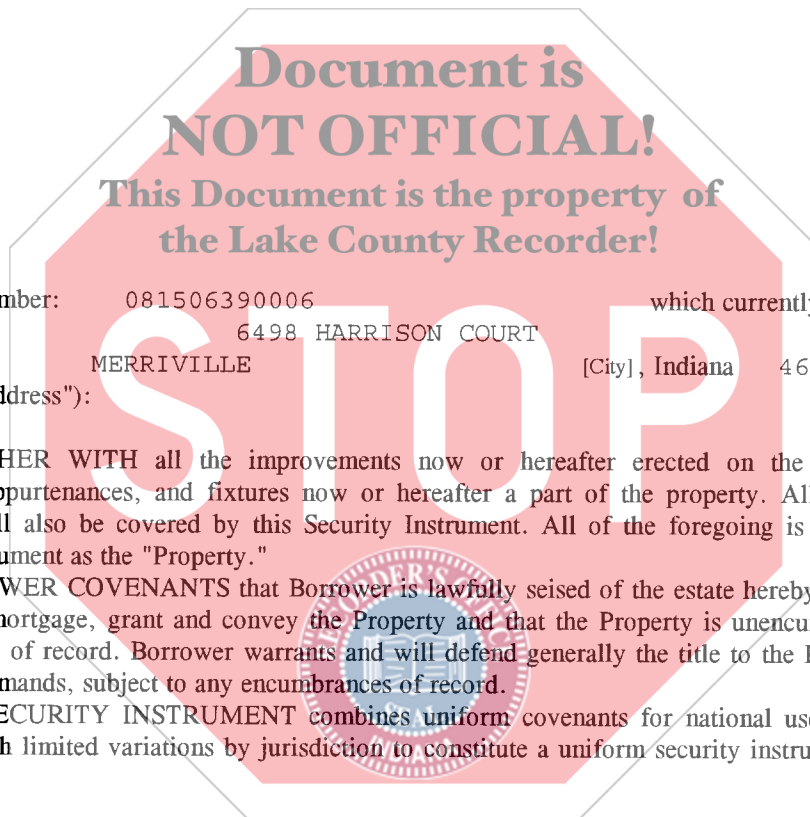 Document is
NOT OFFICIAL!
This Document is the property of
the Lake County Recorder!
STOP
mber: 081506390006 which currently
6498 HARRISON COURT
MERRIVILLE [City], Indiana 46
ddress"):
HER WITH all the improvements now or hereafter erected on the
ppurtenances, and fixtures now or hereafter a part of the property. All
ll also be covered by this Security Instrument. All of the foregoing is
ument as the "Property."
WER COVENANTS that Borrower is lawfully seised of the estate hereby
nortgage, grant and convey the Property and that the Property is unencu
of record. Borrower warrants and will defend generally the title to the
mands, subject to any encumbrances of record.
ECURITY INSTRUMENT combines uniform covenants for national use
h limited variations by jurisdiction to constitute a uniform security instru
SEAL